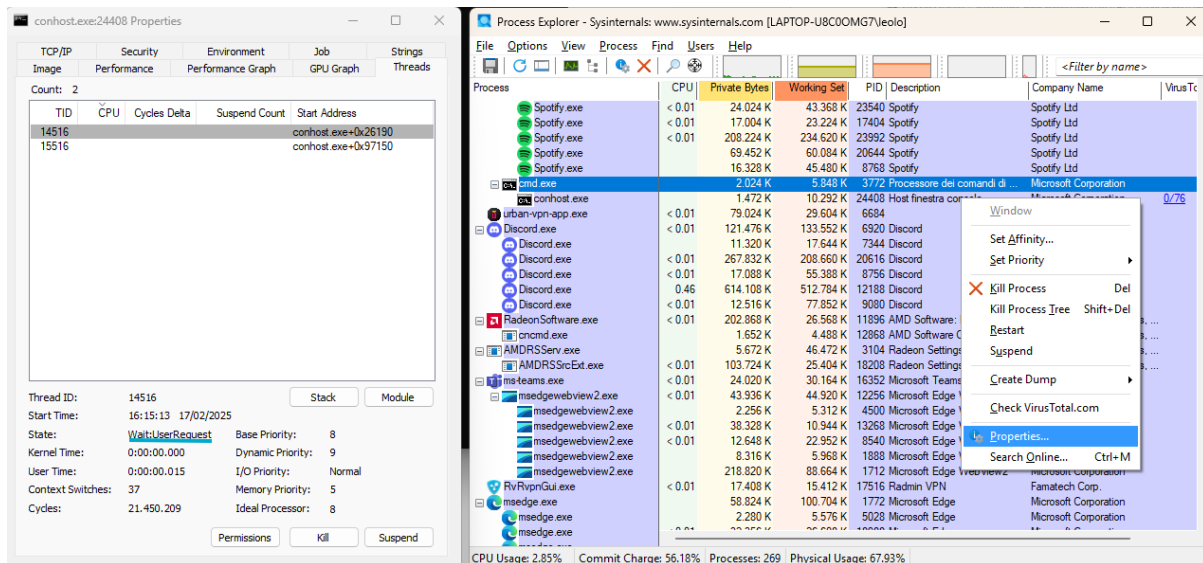 conhost.exe:24408 Properties
TCP/IP Security Environment Job Strings
Image Performance Performance Graph GPU Graph Threads
Count: 2
TID CPU Cycles Delta Suspend Count Start Address
14516 conhost.exe+0x26190
15516 conhost.exe+0x97150
Thread ID: 14516 Stack Module
Start Time: 16:15:13 17/02/2025
State: Wait:UserRequest Base Priority: 8
Kernel Time: 0:00:00.000 Dynamic Priority: 9
User Time: 0:00:00.015 I/O Priority: Normal
Context Switches: 37 Memory Priority: 5
Cycles: 21.450.209 Ideal Processor: 8
Permissions Kill Suspend
Process Explorer - Sysinternals: www.sysinternals.com [LAPTOP-U8C0OMG7\leolo]
File Options View Process Find Users Help
<Filter by name>
Process CPU Private Bytes Working Set PID Description Company Name VirusTo
Spotify.exe < 0.01 24.024 K 43.368 K 23540 Spotify Spotify Ltd
Spotify.exe < 0.01 17.004 K 23.224 K 17404 Spotify Spotify Ltd
Spotify.exe < 0.01 208.224 K 234.620 K 23992 Spotify Spotify Ltd
Spotify.exe 69.452 K 60.084 K 20644 Spotify Spotify Ltd
Spotify.exe 16.328 K 45.480 K 8768 Spotify Spotify Ltd
cmd.exe 2.024 K 5.848 K 3772 Processore dei comandi di ... Microsoft Corporation
conhost.exe 1.472 K 10.292 K 24408 Host finestra console Microsoft Corporation 0/76
urban-vpn-app.exe < 0.01 79.024 K 29.604 K 6684
Discord.exe < 0.01 121.476 K 133.552 K 6920 Discord
Discord.exe 11.320 K 17.644 K 7344 Discord
Discord.exe < 0.01 267.832 K 208.660 K 20616 Discord
Discord.exe < 0.01 17.088 K 55.388 K 8756 Discord
Discord.exe 0.46 614.108 K 512.784 K 12188 Discord
Discord.exe < 0.01 12.516 K 77.852 K 9080 Discord
RadeonSoftware.exe < 0.01 202.868 K 26.568 K 11896 AMD Software: , ...
cncmd.exe 1.652 K 4.488 K 12868 AMD Software
AMDRSServ.exe 5.672 K 46.472 K 3104 Radeon Settings
AMDRSSrcExt.exe < 0.01 103.724 K 25.404 K 18208 Radeon Settings
ms-teams.exe < 0.01 24.020 K 30.164 K 16352 Microsoft Teams
msedgewebview2.exe < 0.01 43.936 K 44.920 K 12256 Microsoft Edge
msedgewebview2.exe 2.256 K 5.312 K 4500 Microsoft Edge
msedgewebview2.exe < 0.01 38.328 K 10.944 K 13268 Microsoft Edge
msedgewebview2.exe < 0.01 12.648 K 22.952 K 8540 Microsoft Edge
msedgewebview2.exe 8.316 K 5.968 K 1888 Microsoft Edge
msedgewebview2.exe 218.820 K 88.664 K 1712 Microsoft Edge WebView2 Microsoft Corporation
RvRvpnGui.exe < 0.01 17.408 K 15.412 K 17516 Radmin VPN Famatech Corp.
msedge.exe 58.824 K 100.704 K 1772 Microsoft Edge Microsoft Corporation
msedge.exe 2.280 K 5.576 K 5028 Microsoft Edge Microsoft Corporation
msedge.exe
Window
Set Affinity...
Set Priority
Kill Process Del
Kill Process Tree Shift+Del
Restart
Suspend
Create Dump
Check VirusTotal.com
Properties...
Search Online... Ctrl+M
CPU Usage: 2.85% Commit Charge: 56.18% Processes: 269 Physical Usage: 67.93%